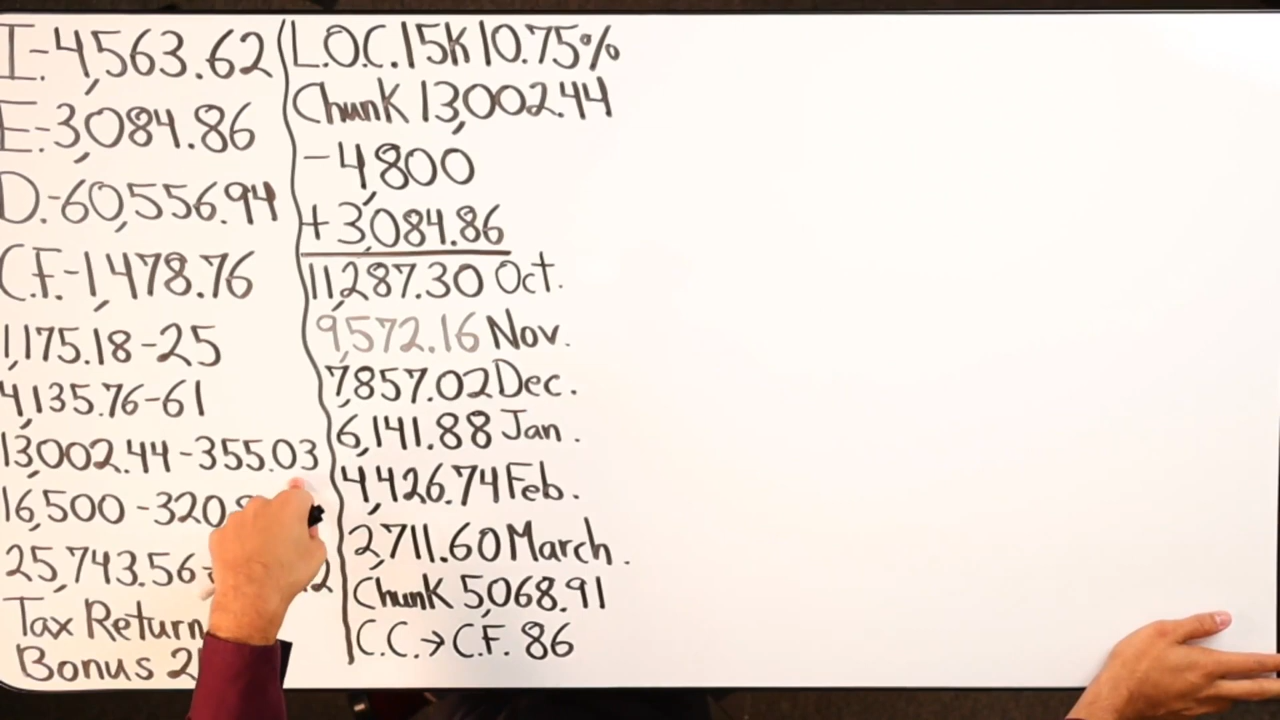 I.-4,563.62
E.-3,084.86
D.-60,556.94
C.F.-1,478.76
1,175.18-25
4,135.76-61
13,002.44-355.03
16,500-320
25,743.56-
Tax Return
Bonus
L.O.C.15K 10.75%
Chunk 13,002.44
-4,800
+3,084.86
11,287.30 Oct.
9,572.16 Nov.
7,857.02 Dec.
6,141.88 Jan.
4,426.74 Feb.
2,711.60 March.
Chunk 5,068.91
C.C.→C.F. 86